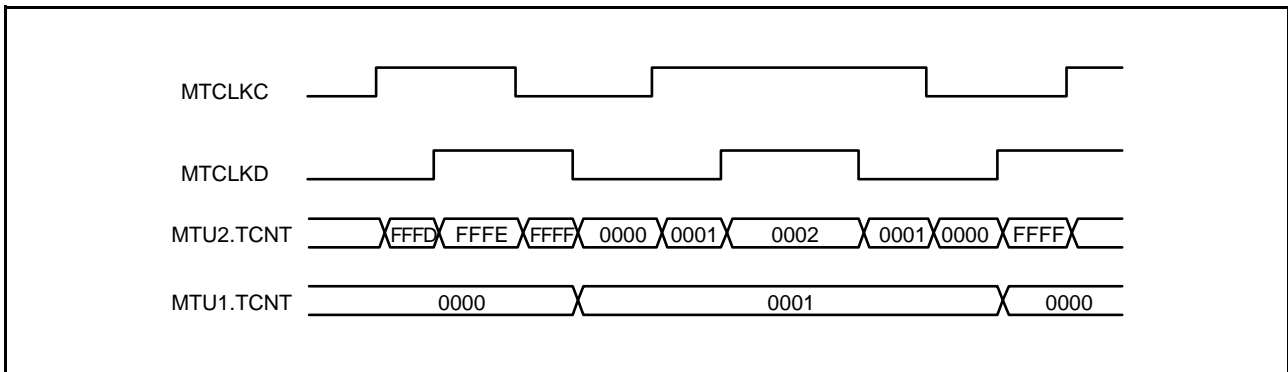 MTCLKC
MTCLKD
MTU2.TCNT FFFD FFFE FFFF 0000 0001 0002 0001 0000 FFFF
MTU1.TCNT 0000 0001 0000